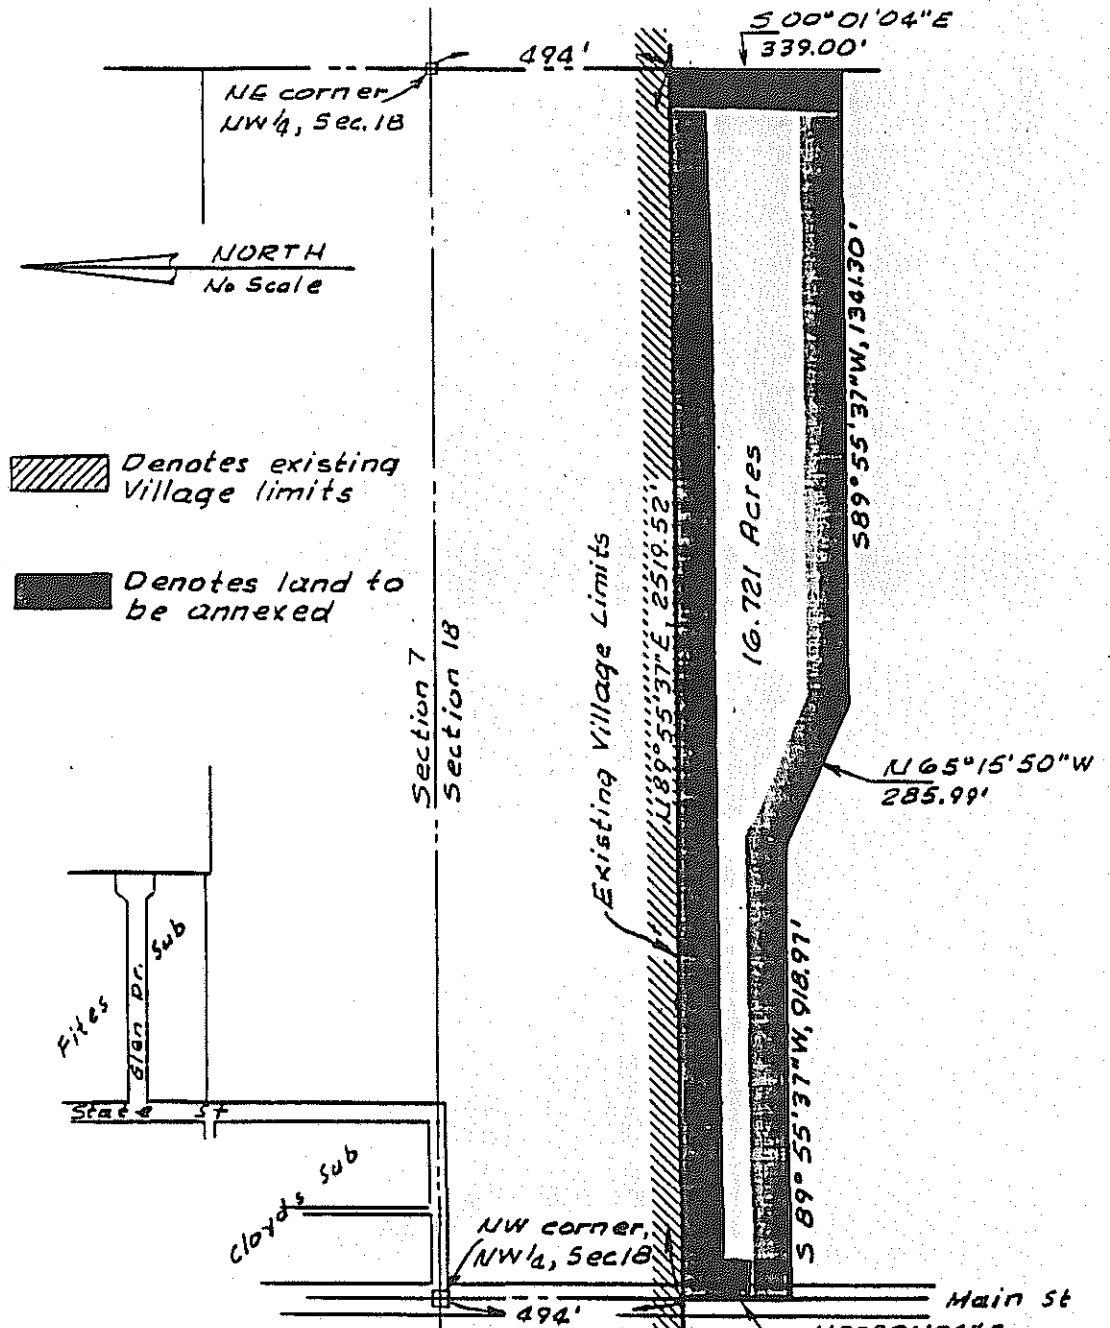 S 00°01'04"E
339.00'
494'
NE corner,
NW¼, Sec. 18
NORTH
No Scale
Denotes existing
Village limits
Denotes land to
be annexed
Section 7
Section 18
Existing Village Limits
N89°55'37"E, 2519.52'
16.721 Acres
S89°55'37"W, 1341.30'
N 65°15'50"W
285.99'
S 89°55'37"W, 918.97'
Fites Sub
Glen Dr.
State St
Cloyds Sub
NW corner,
NW¼, Sec 18
494'
Main St